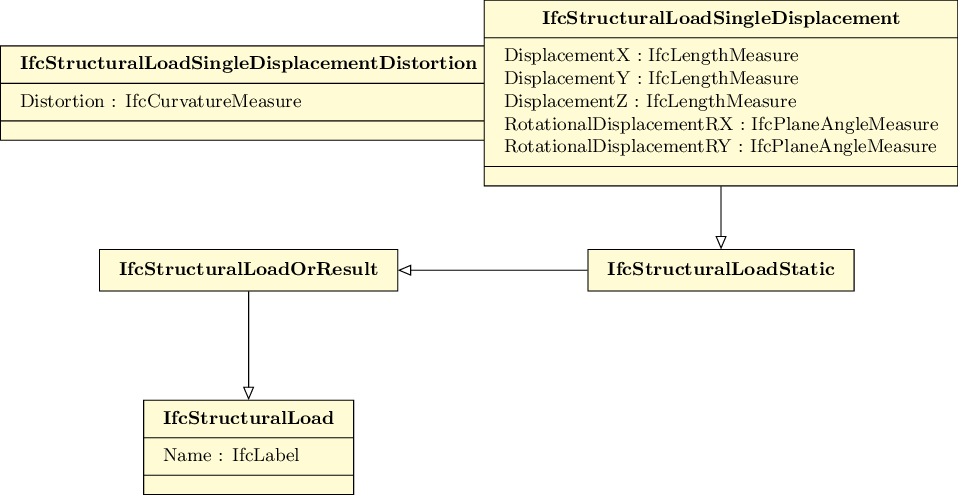 IfcStructuralLoadSingleDisplacementDistortion
Distortion : IfcCurvatureMeasure
IfcStructuralLoadSingleDisplacement
DisplacementX : IfcLengthMeasure
DisplacementY : IfcLengthMeasure
DisplacementZ : IfcLengthMeasure
RotationalDisplacementRX : IfcPlaneAngleMeasure
RotationalDisplacementRY : IfcPlaneAngleMeasure
IfcStructuralLoadOrResult
IfcStructuralLoadStatic
IfcStructuralLoad
Name : IfcLabel